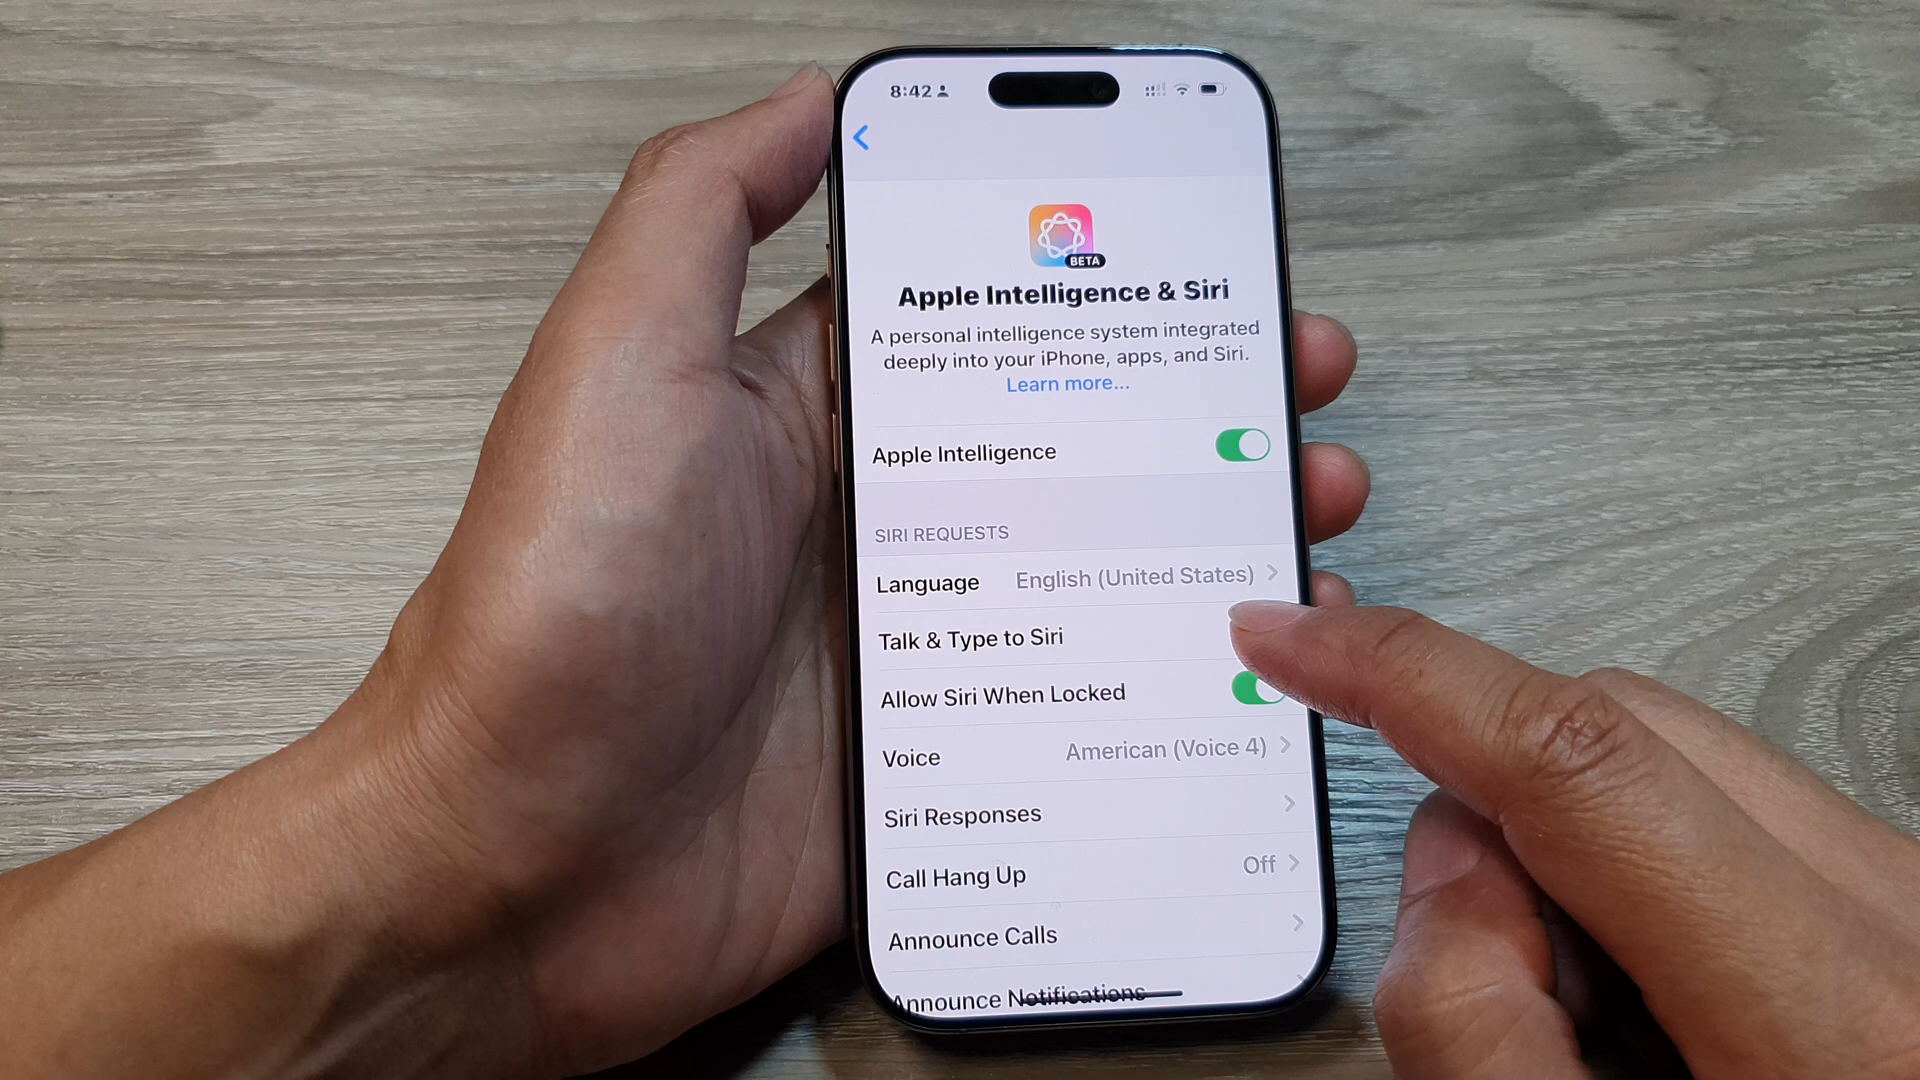 8:42
BETA
Apple Intelligence & Siri
A personal intelligence system integrated
deeply into your iPhone, apps, and Siri.
Learn more...
Apple Intelligence
SIRI REQUESTS
Language English (United States)
Talk & Type to Siri
Allow Siri When Locked
Voice American (Voice 4)
Siri Responses
Call Hang Up Off
Announce Calls
Announce Notifications